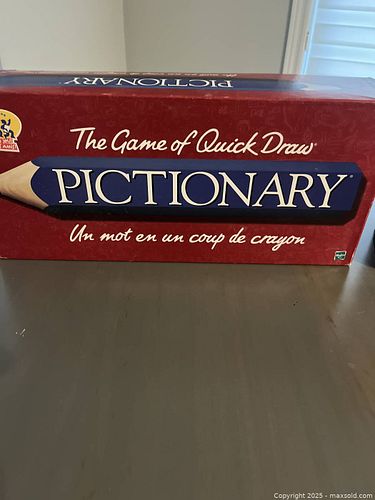 PICTIONARY
The Game of Quick Draw
PICTIONARY®
Un mot en un coup de crayon
Copyright 2025 - maxsold.com